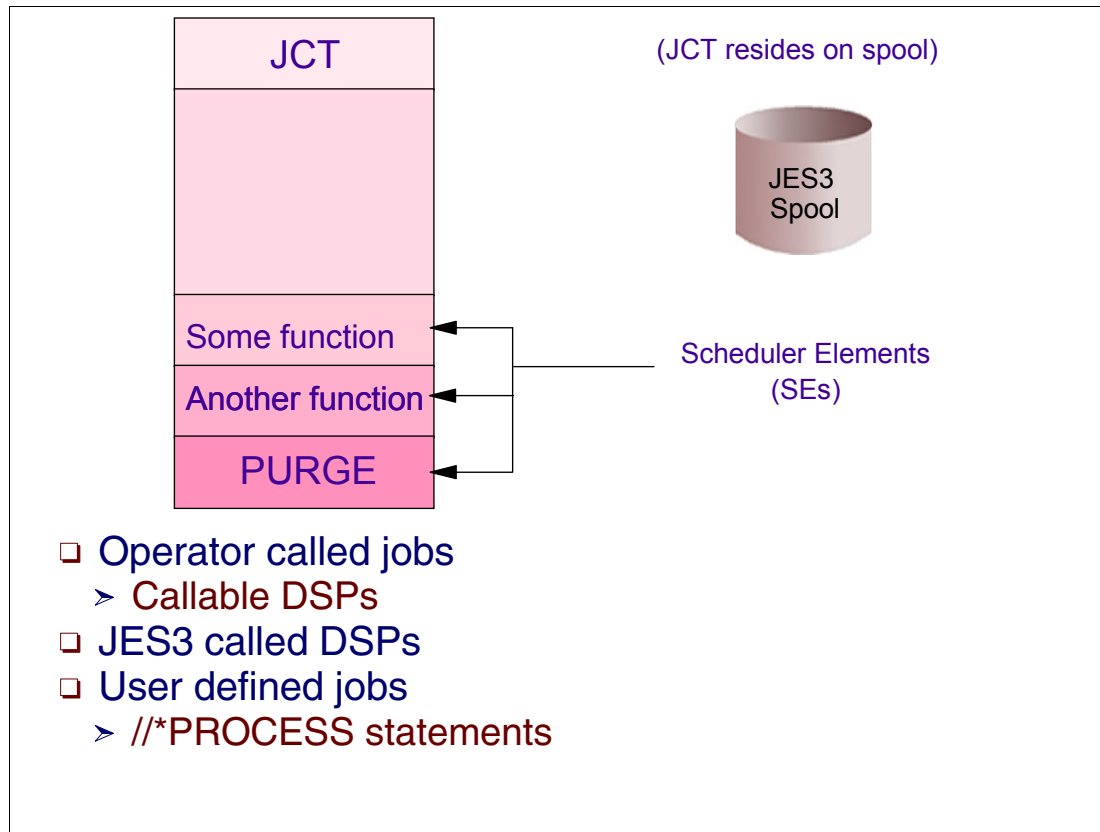 JCT
(JCT resides on spool)
JES3
Spool
Some function
Another function
PURGE
Scheduler Elements
(SEs)
❏ Operator called jobs
➢ Callable DSPs
❏ JES3 called DSPs
❏ User defined jobs
➢ //*PROCESS statements